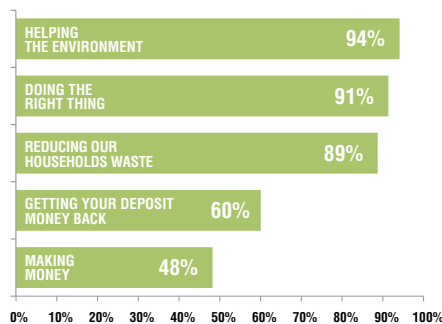 HELPING
THE ENVIRONMENT
94%
DOING THE
RIGHT THING
91%
REDUCING OUR
HOUSEHOLDS WASTE
89%
GETTING YOUR DEPOSIT
MONEY BACK
60%
MAKING
MONEY
48%
0% 10% 20% 30% 40% 50% 60% 70% 80% 90% 100%